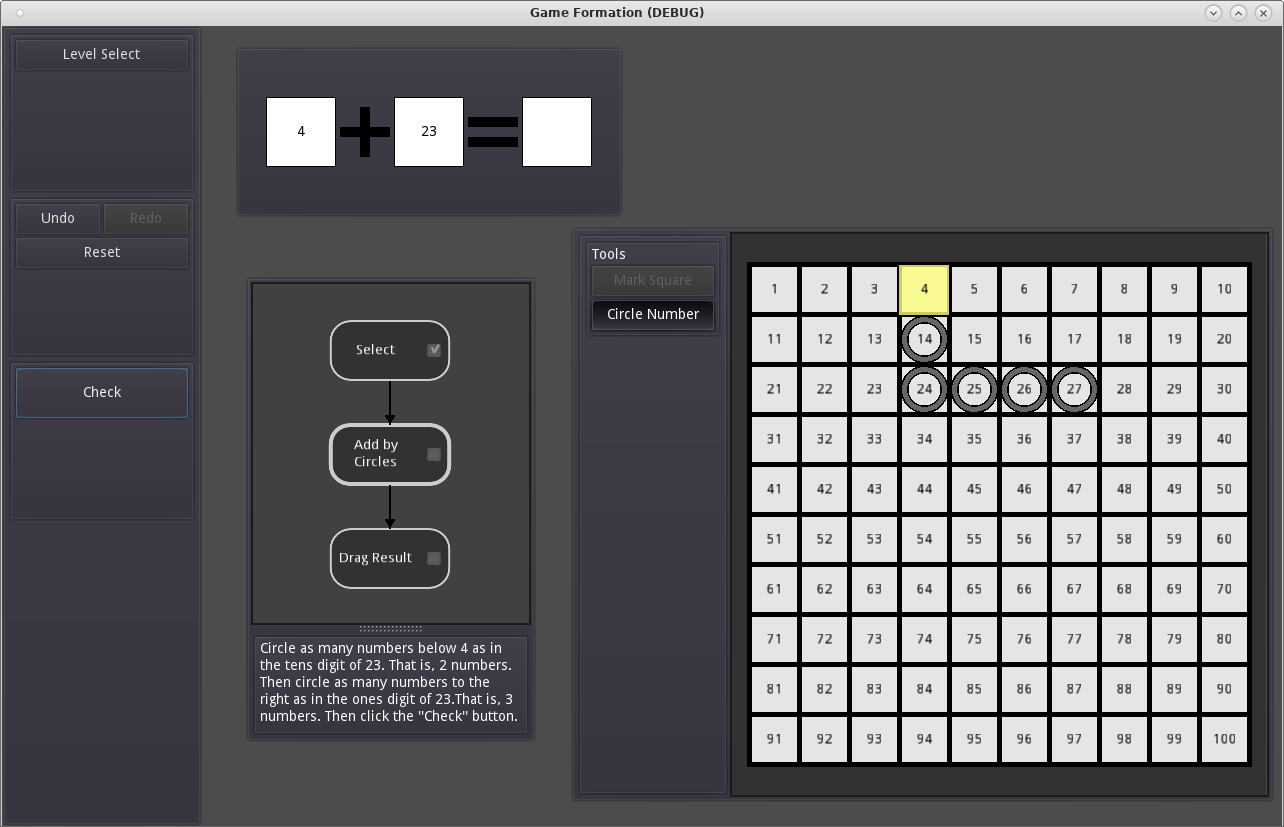 Game Formation (DEBUG)
Level Select
Undo Redo
Reset
Check
4 23
Select
Add by
Circles
Drag Result
Circle as many numbers below 4 as in
the tens digit of 23. That is, 2 numbers.
Then circle as many numbers to the
right as in the ones digit of 23.That is, 3
numbers. Then click the "Check" button.
Tools
Mark Square
Circle Number
1 2 3 4 5 6 7 8 9 10
11 12 13 14 15 16 17 18 19 20
21 22 23 24 25 26 27 28 29 30
31 32 33 34 35 36 37 38 39 40
41 42 43 44 45 46 47 48 49 50
51 52 53 54 55 56 57 58 59 60
61 62 63 64 65 66 67 68 69 70
71 72 73 74 75 76 77 78 79 80
81 82 83 84 85 86 87 88 89 90
91 92 93 94 95 96 97 98 99 100